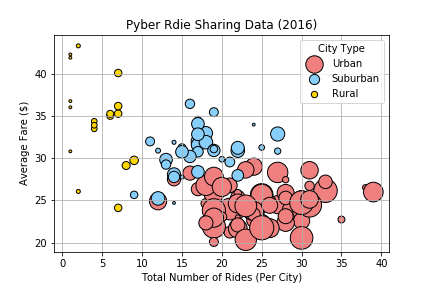 Pyber Rdie Sharing Data (2016)
City Type
Urban
Suburban
Rural
Average Fare ($)
40
35
30
25
20
0
5
10
15
20
25
30
35
40
Total Number of Rides (Per City)